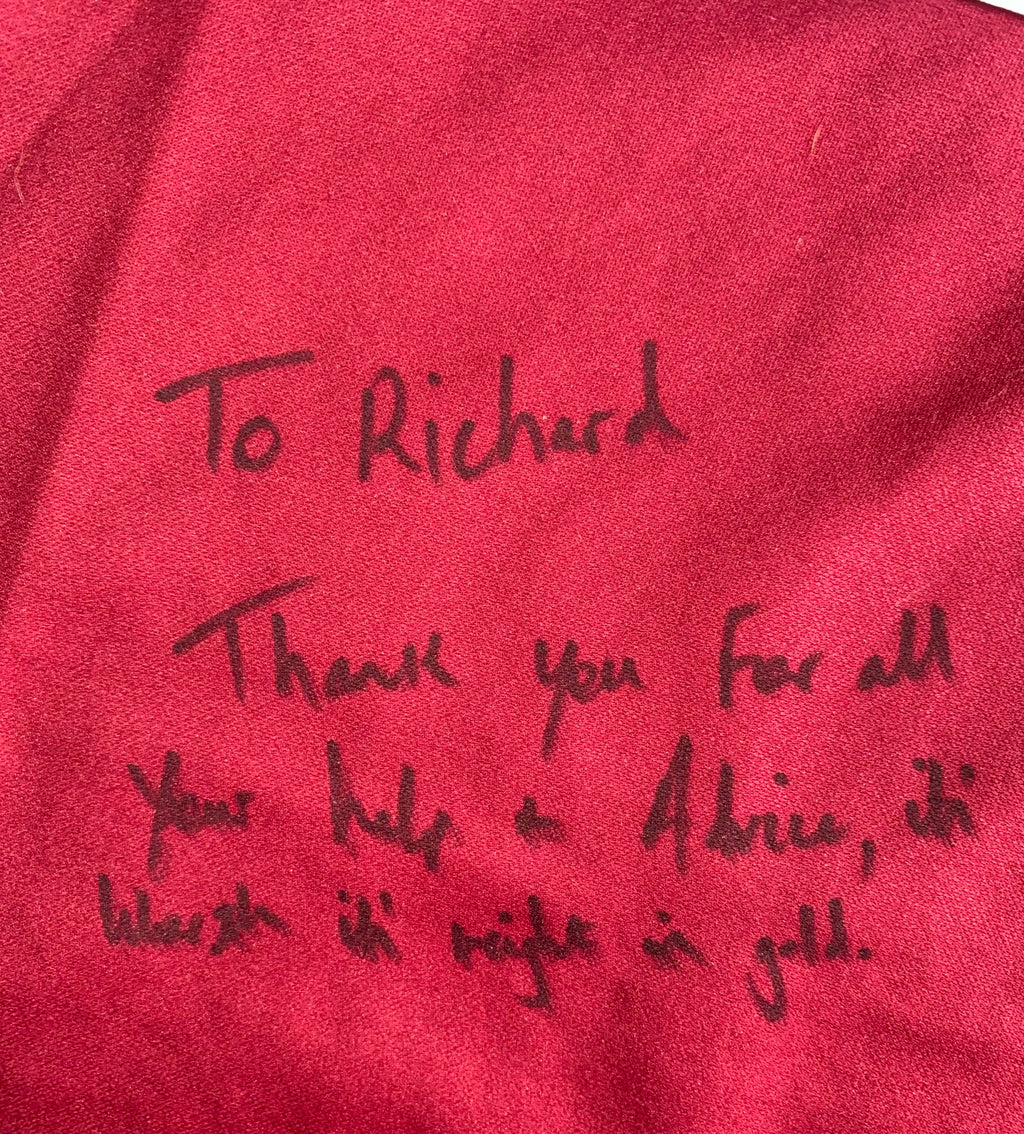 To Richard
Thank you For all
your help & Advice, it's
Worth it's weight in gold.